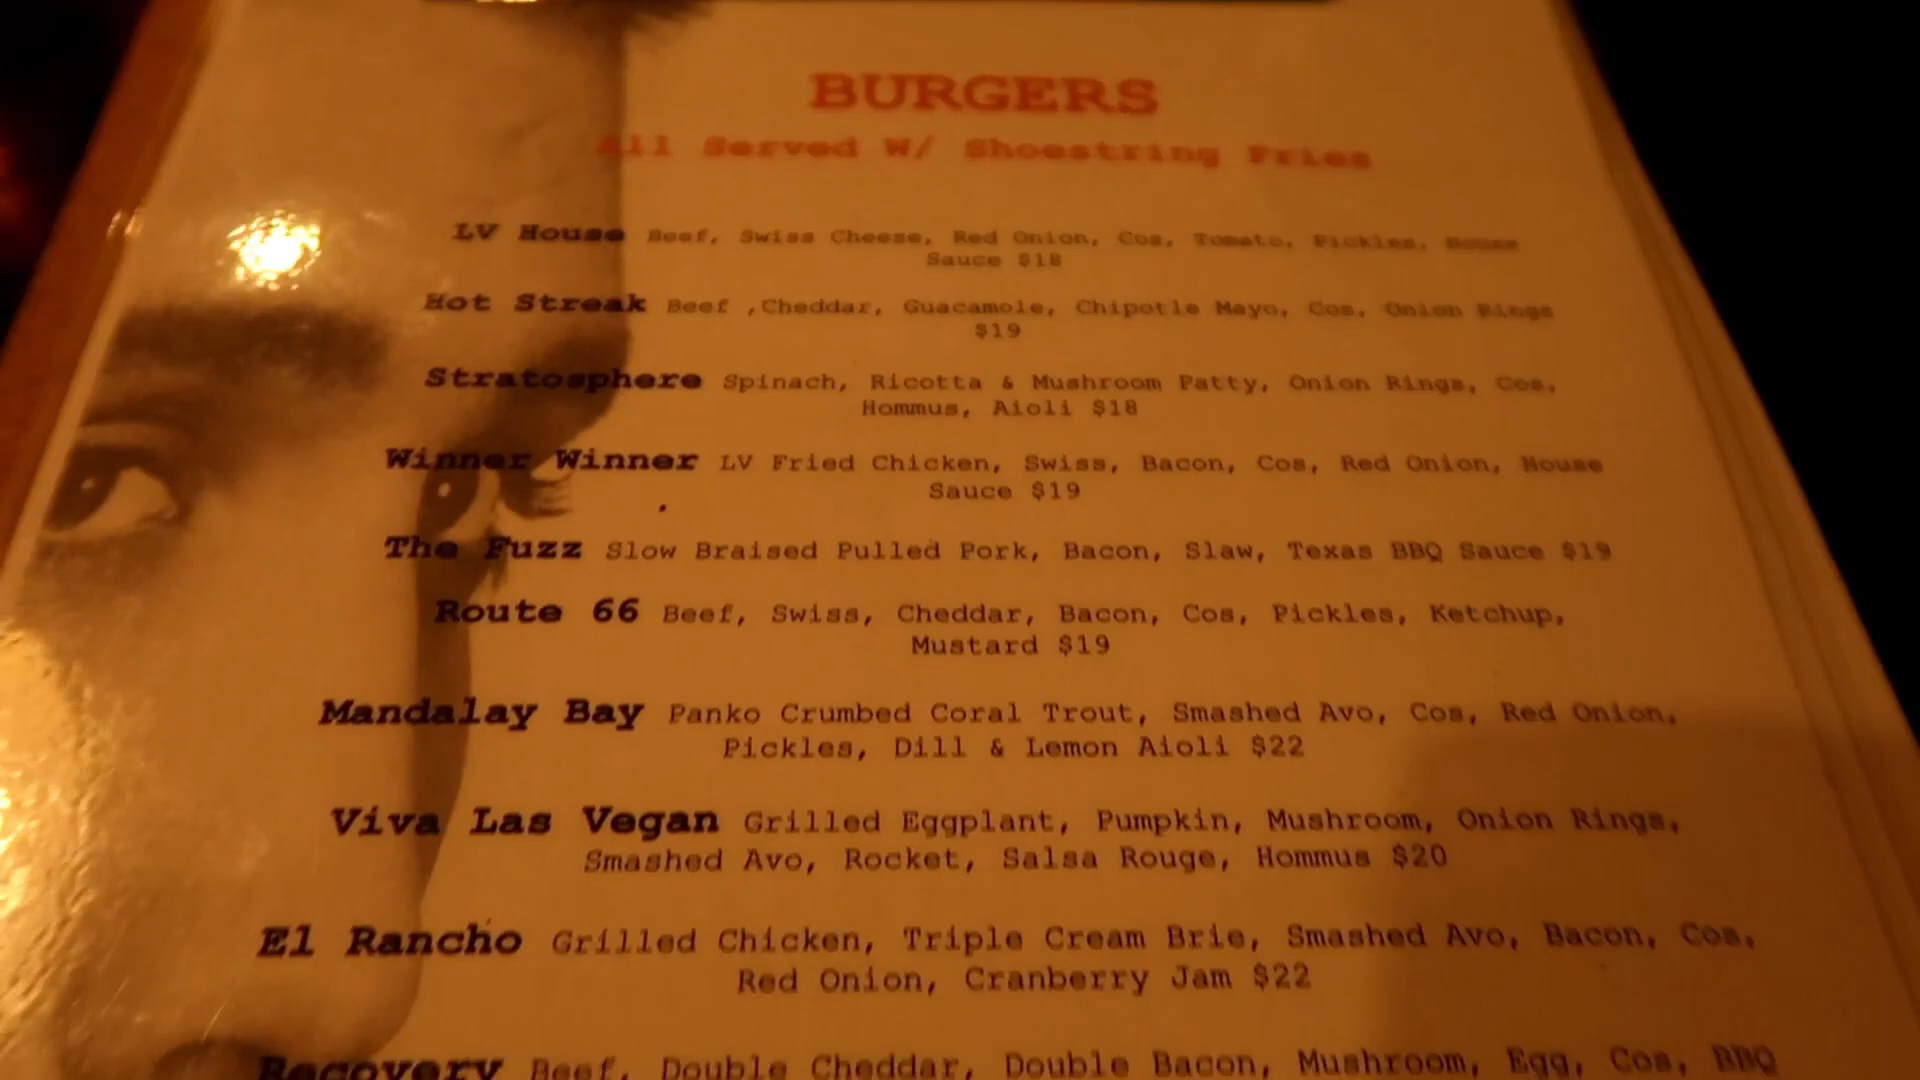 BURGERS
All Served W/ Shoestring Fries
LV House Beef, Swiss Cheese, Red Onion, Cos, Tomato, Pickles, House
Sauce $18
Hot Streak Beef ,Cheddar, Guacamole, Chipotle Mayo, Cos, Onion Rings
$19
Stratosphere Spinach, Ricotta & Mushroom Patty, Onion Rings, Cos,
Hommus, Aioli $18
Winner Winner LV Fried Chicken, Swiss, Bacon, Cos, Red Onion, House
Sauce $19
The Fuzz Slow Braised Pulled Pork, Bacon, Slaw, Texas BBQ Sauce $19
Route 66 Beef, Swiss, Cheddar, Bacon, Cos, Pickles, Ketchup,
Mustard $19
Mandalay Bay Panko Crumbed Coral Trout, Smashed Avo, Cos, Red Onion,
Pickles, Dill & Lemon Aioli $22
Viva Las Vegan Grilled Eggplant, Pumpkin, Mushroom, Onion Rings,
Smashed Avo, Rocket, Salsa Rouge, Hommus $20
El Rancho Grilled Chicken, Triple Cream Brie, Smashed Avo, Bacon, Cos,
Red Onion, Cranberry Jam $22
Recovery Beef, Double Cheddar, Double Bacon, Mushroom, Egg, Cos, BBQ